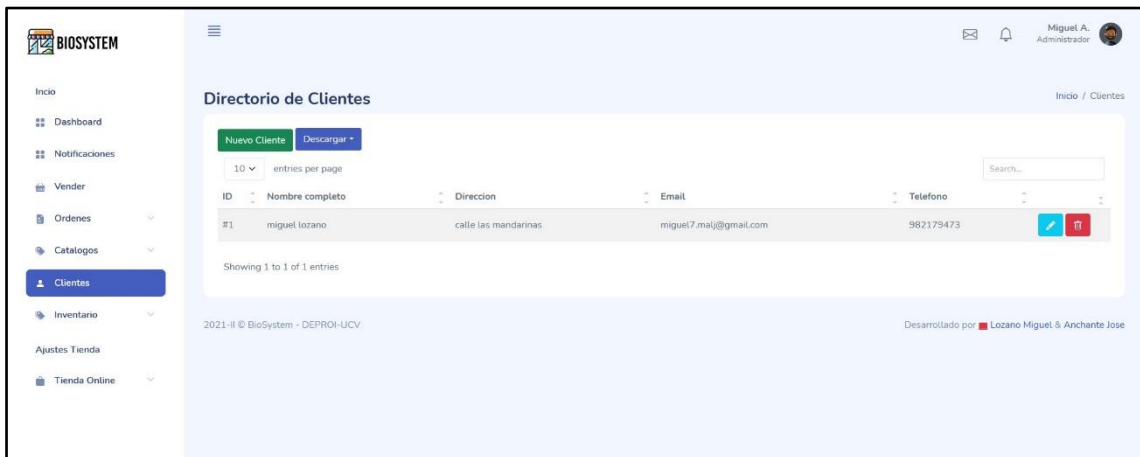 BIOSYSTEM
Miguel A.
Administrador
Incio
Dashboard
Notificaciones
Vender
Ordenes
Catalogos
Clientes
Inventario
Ajustes Tienda
Tienda Online
Directorio de Clientes
Inicio / Clientes
Nuevo Cliente Descargar
10 entries per page Search...
ID Nombre completo Direccion Email Telefono
#1 miguel lozano calle las mandarinas miguel7.malj@gmail.com 982179473
Showing 1 to 1 of 1 entries
2021-II © BioSystem - DEPROI-UCV Desarrollado por Lozano Miguel & Anchante Jose